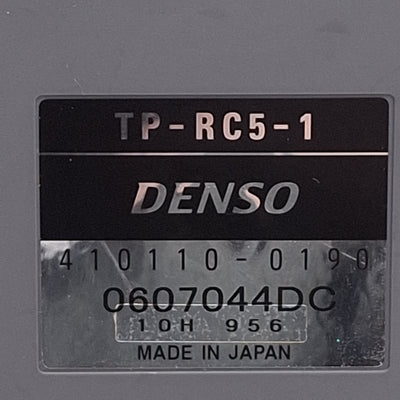 TP-RC5-1
DENSO
410110-0190
0607044DC
10H 956
MADE IN JAPAN